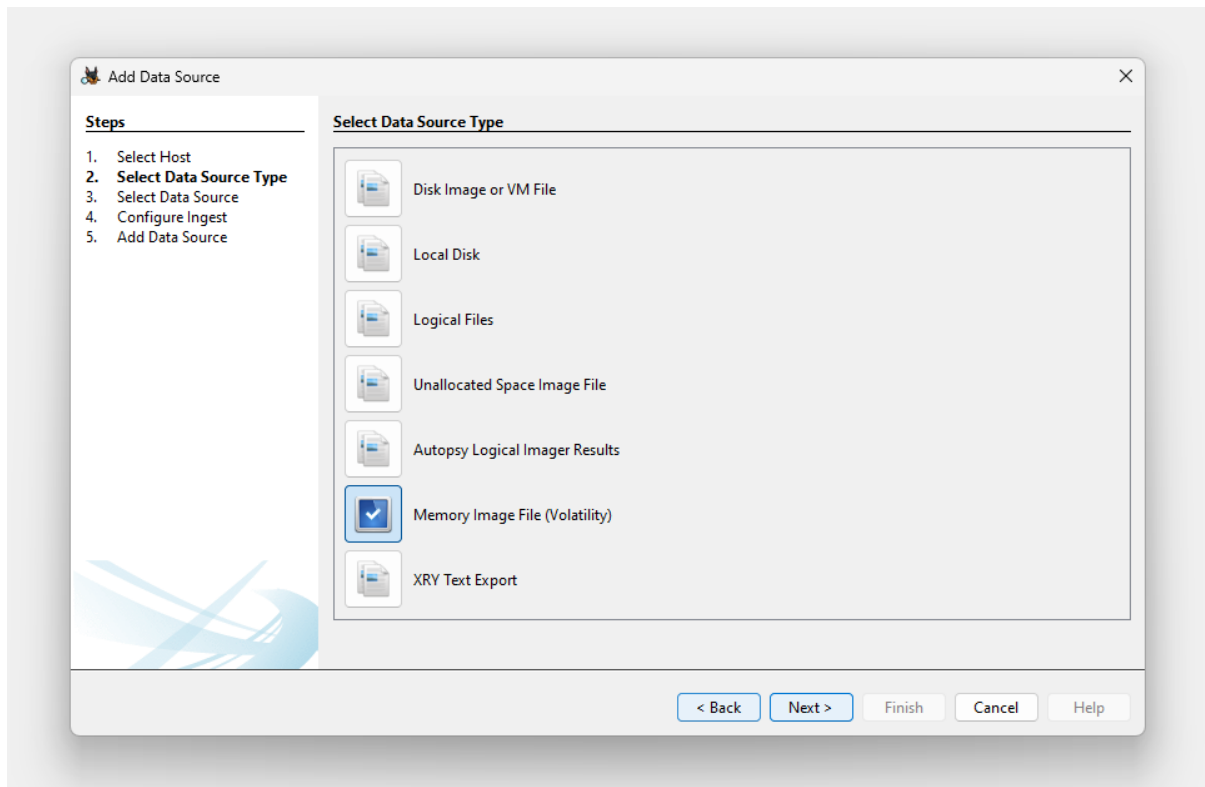 Add Data Source
Steps
1. Select Host
2. Select Data Source Type
3. Select Data Source
4. Configure Ingest
5. Add Data Source
Select Data Source Type
Disk Image or VM File
Local Disk
Logical Files
Unallocated Space Image File
Autopsy Logical Imager Results
Memory Image File (Volatility)
XRY Text Export
< Back Next > Finish Cancel Help